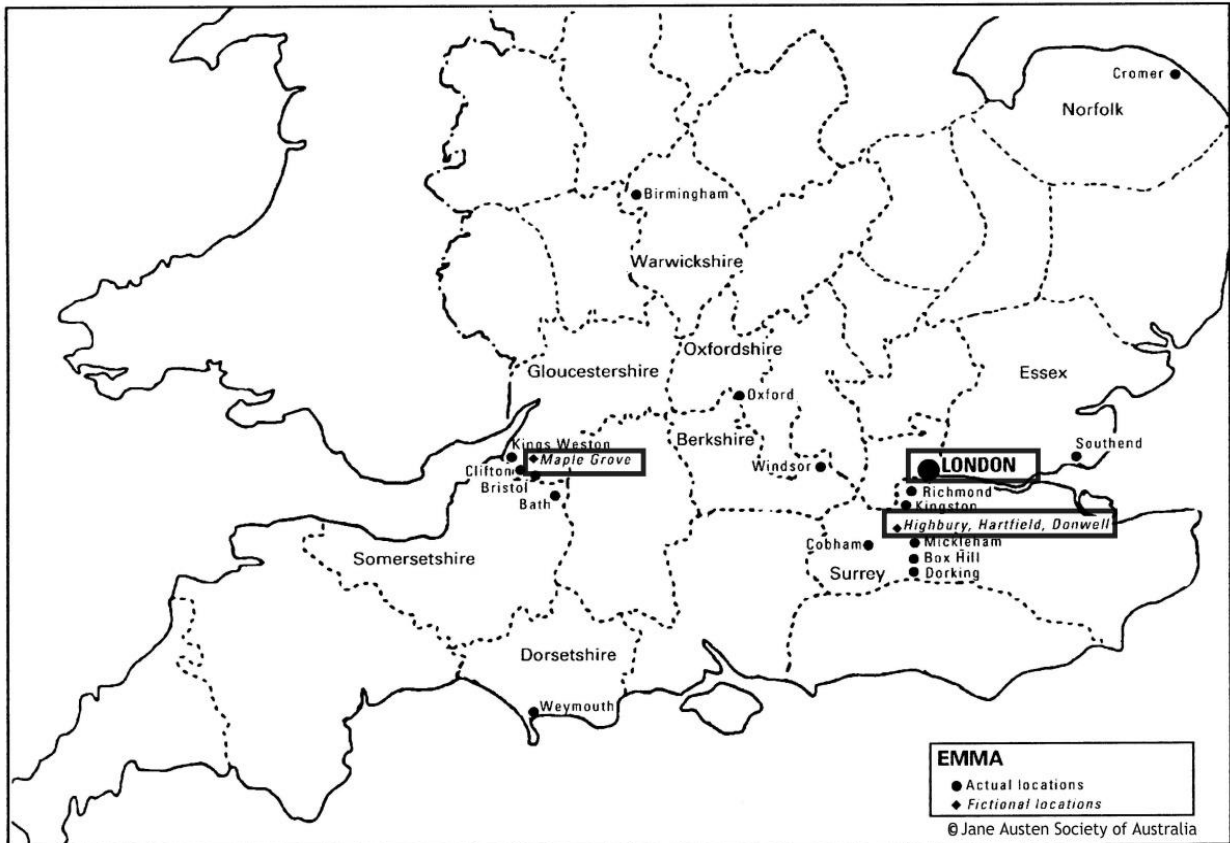 Cromer
Norfolk
Birmingham
Warwickshire
Oxfordshire
Gloucestershire
Essex
Oxford
Berkshire
Kings Weston
Maple Grove
Southend
Clifton
Windsor
LONDON
Bristol
Richmond
Bath
Kingston
Highbury, Hartfield, Donwell
Cobham
Mickleham
Somersetshire
Box Hill
Surrey
Dorking
Dorsetshire
Weymouth
EMMA
Actual locations
Fictional locations
© Jane Austen Society of Australia